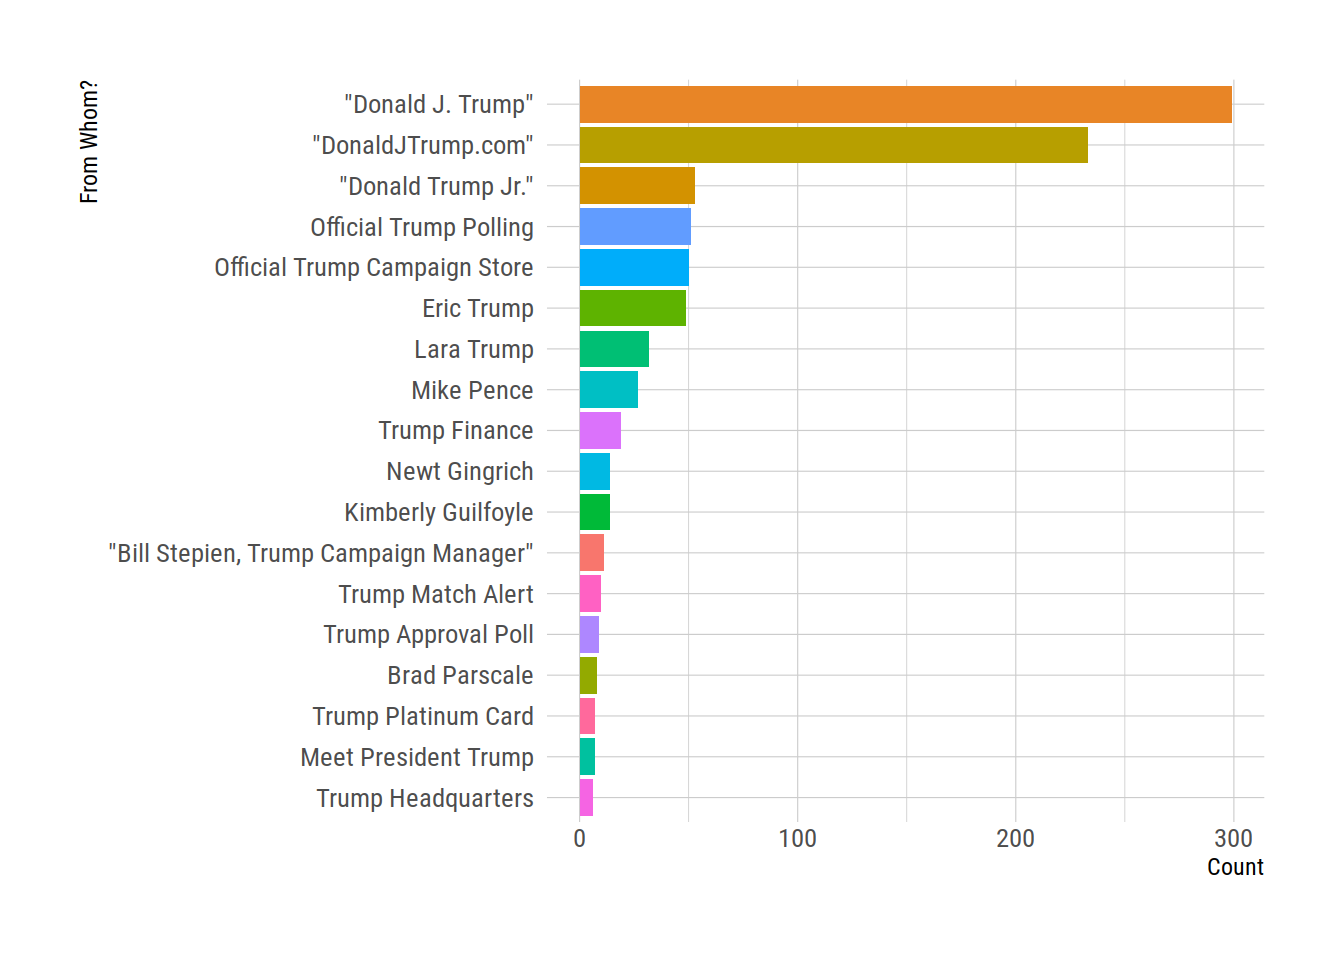 From Whom?
"Donald J. Trump"
"DonaldJTrump.com"
"Donald Trump Jr."
Official Trump Polling
Official Trump Campaign Store
Eric Trump
Lara Trump
Mike Pence
Trump Finance
Newt Gingrich
Kimberly Guilfoyle
"Bill Stepien, Trump Campaign Manager"
Trump Match Alert
Trump Approval Poll
Brad Parscale
Trump Platinum Card
Meet President Trump
Trump Headquarters
0 100 200 300
Count